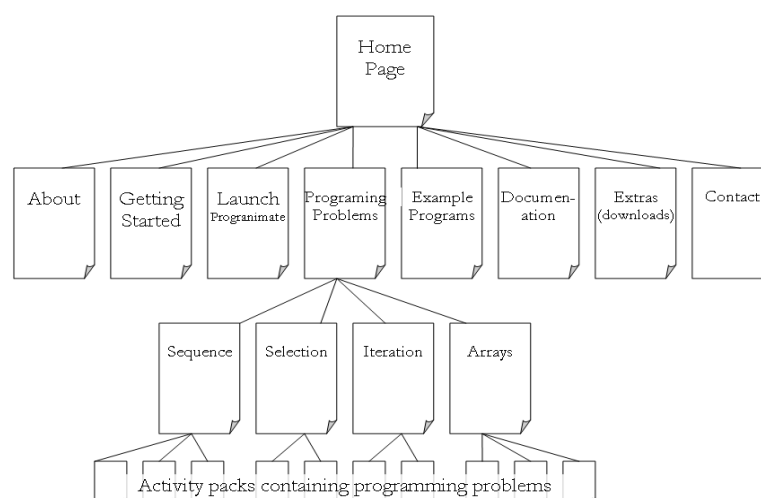 Home
Page
About
Getting
Started
Launch
Progranimate
Programing
Problems
Example
Programs
Documen-
ation
Extras
(downloads)
Contact
Sequence
Selection
Iteration
Arrays
Activity packs containing programming problems